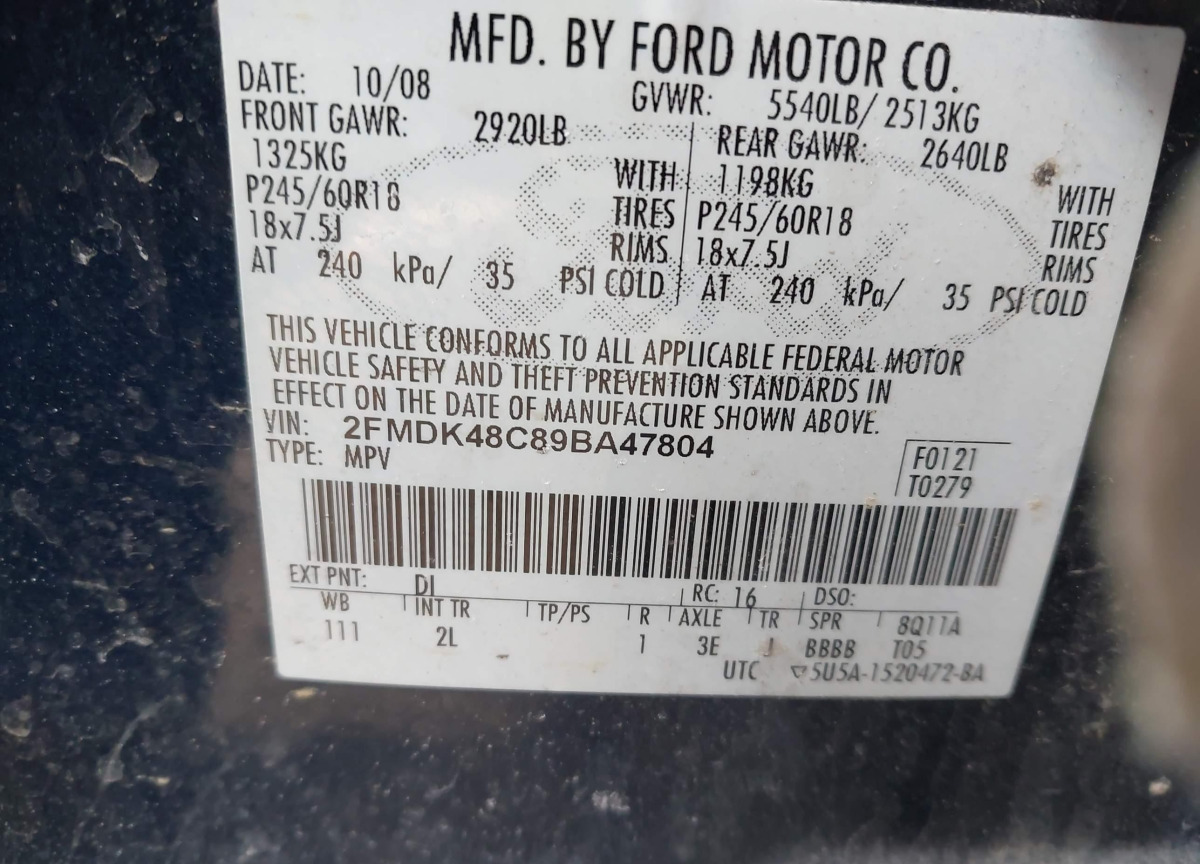 MFD. BY FORD MOTOR CO.
DATE: 10/08 GVWR: 5540LB/ 2513KG
FRONT GAWR: 2920LB REAR GAWR: 2640LB
1325KG WITH 1198KG WITH
P245/60R18 TIRES P245/60R18 TIRES
18x7.5J RIMS 18x7.5J RIMS
AT 240 kPa/ 35 PSI COLD AT 240 kPa/ 35 PSI COLD
THIS VEHICLE CONFORMS TO ALL APPLICABLE FEDERAL MOTOR
VEHICLE SAFETY AND THEFT PREVENTION STANDARDS IN
EFFECT ON THE DATE OF MANUFACTURE SHOWN ABOVE.
VIN: 2FMDK48C89BA47804
TYPE: MPV
F0121
T0279
EXT PNT: DI RC: 16 DSO:
WB INT TR TP/PS R AXLE TR SPR 8Q11A
111 2L 1 3E J BBBB T05
UTC ▽5U5A-1520472-BA